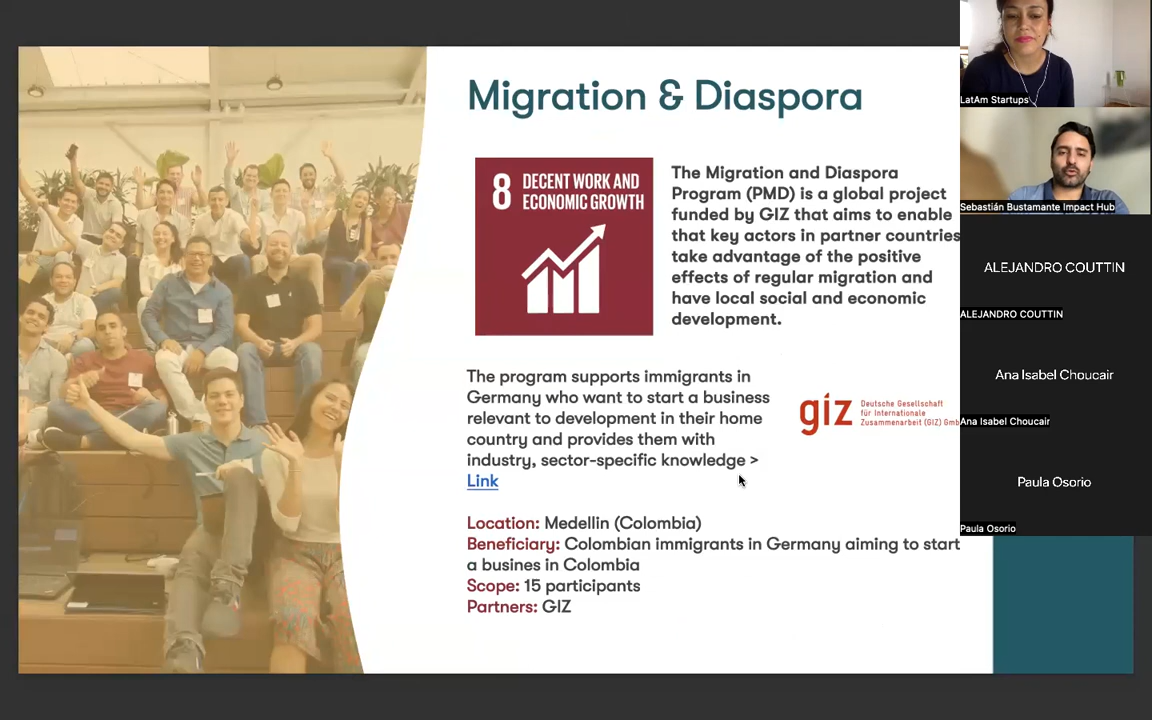 Migration & Diaspora
8 DECENT WORK AND
ECONOMIC GROWTH
The Migration and Diaspora
Program (PMD) is a global project
funded by GIZ that aims to enable
that key actors in partner countries
take advantage of the positive
effects of regular migration and
have local social and economic
development.
The program supports immigrants in
Germany who want to start a business
relevant to development in their home
country and provides them with
industry, sector-specific knowledge >
Link
giz
Deutsche Gesellschaft
für Internationale
Zusammenarbeit (GIZ) Gmb
Location: Medellin (Colombia)
Beneficiary: Colombian immigrants in Germany aiming to start
a busines in Colombia
Scope: 15 participants
Partners: GIZ
LatAm Startups
Sebastián Bustamante Impact Hub
ALEJANDRO COUTTIN
ALEJANDRO COUTTIN
Ana Isabel Choucair
Ana Isabel Choucair
Paula Osorio
Paula Osorio